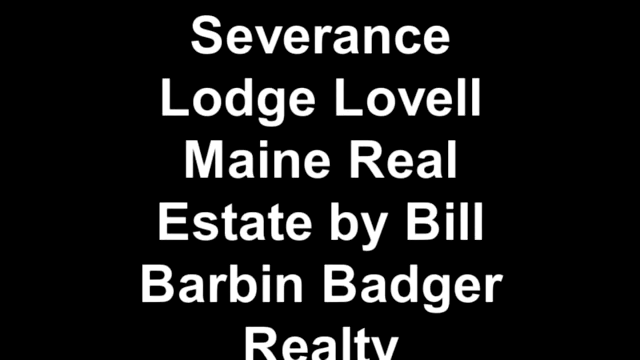 Severance
Lodge Lovell
Maine Real
Estate by Bill
Barbin Badger
Realty